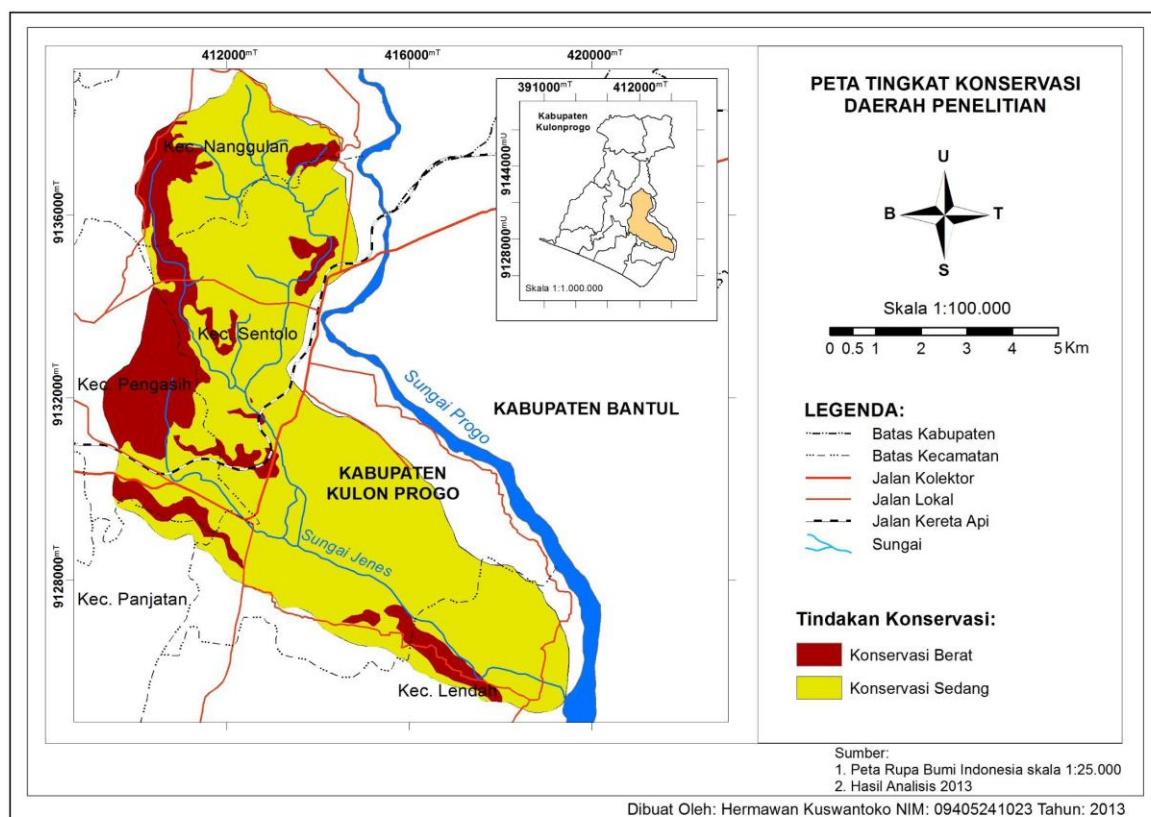 412000mT 416000mT 420000mT
9136000mT
9132000mT
9128000mT
Kec. Nanggulan
Kec. Sentolo
Kec. Pengasih
KABUPATEN
KULON PROGO
KABUPATEN BANTUL
Sungai Progo
Sungai Jenes
Kec. Panjatan
Kec. Lendah
412000mT 416000mT 420000mT
391000mT 412000mT
Kabupaten
Kulonprogo
9144000mU
9128000mU
Skala 1:1.000.000
PETA TINGKAT KONSERVASI
DAERAH PENELITIAN
U
B T
S
Skala 1:100.000
0 0.5 1 2 3 4 5 Km
LEGENDA:
Batas Kabupaten
Batas Kecamatan
Jalan Kolektor
Jalan Lokal
Jalan Kereta Api
Sungai
Tindakan Konservasi:
Konservasi Berat
Konservasi Sedang
Sumber:
1. Peta Rupa Bumi Indonesia skala 1:25.000
2. Hasil Analisis 2013
Dibuat Oleh: Hermawan Kuswantoko NIM: 09405241023 Tahun: 2013